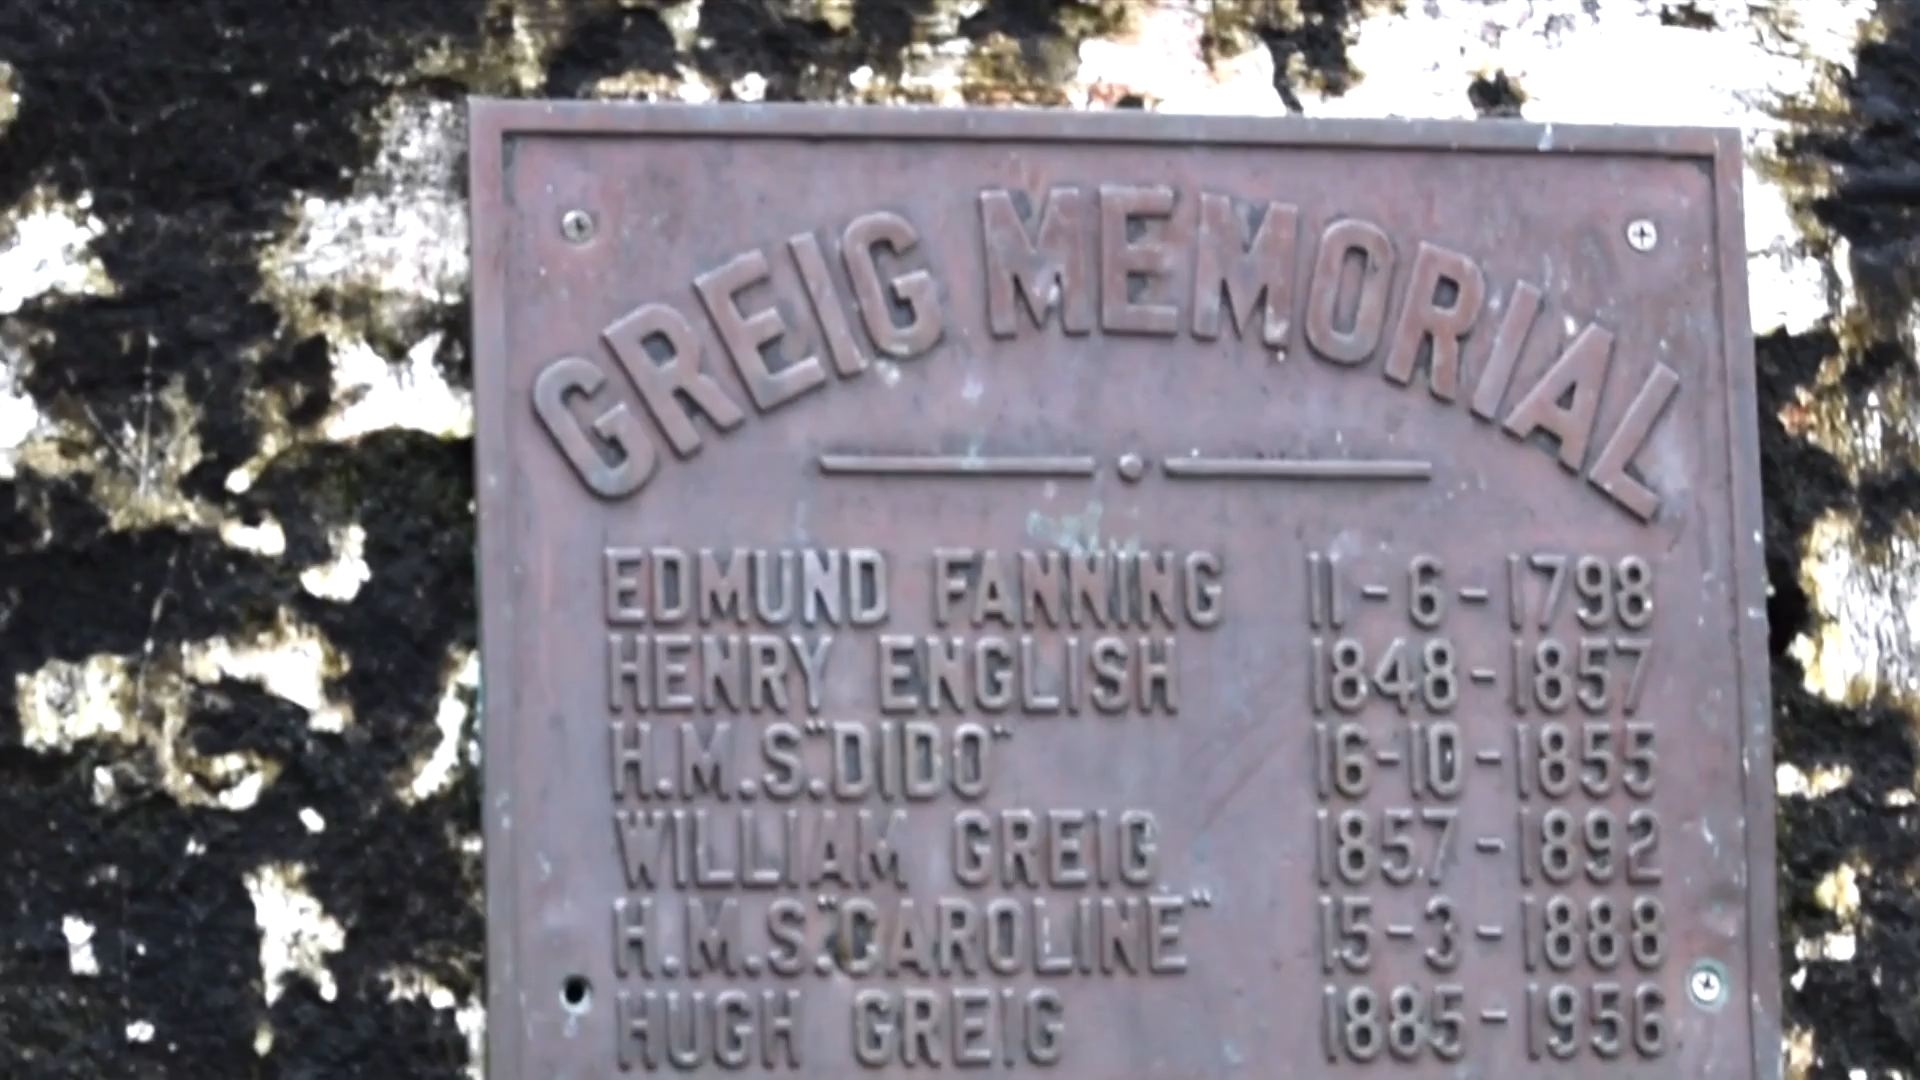 GREIG MEMORIAL
EDMUND FANNING 11-6-1798
HENRY ENGLISH 1848-1857
H.M.S."DIDO" 16-10-1855
WILLIAM GREIG 1857-1892
H.M.S."CAROLINE" 15-3-1888
HUGH GREIG 1885-1956